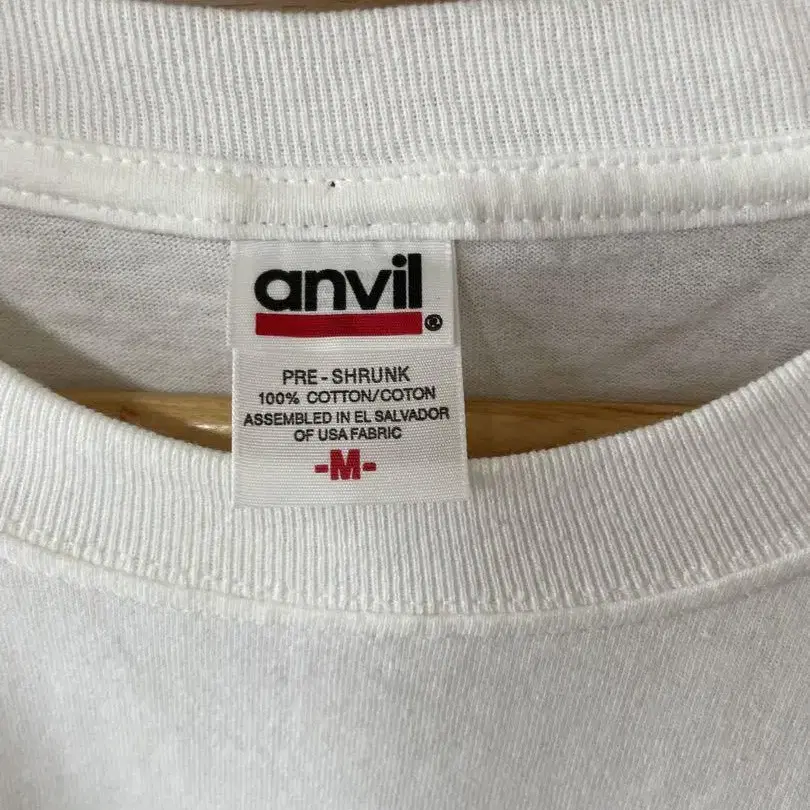 anvil®
PRE-SHRUNK
100% COTTON/COTON
ASSEMBLED IN EL SALVADOR
OF USA FABRIC
-M-